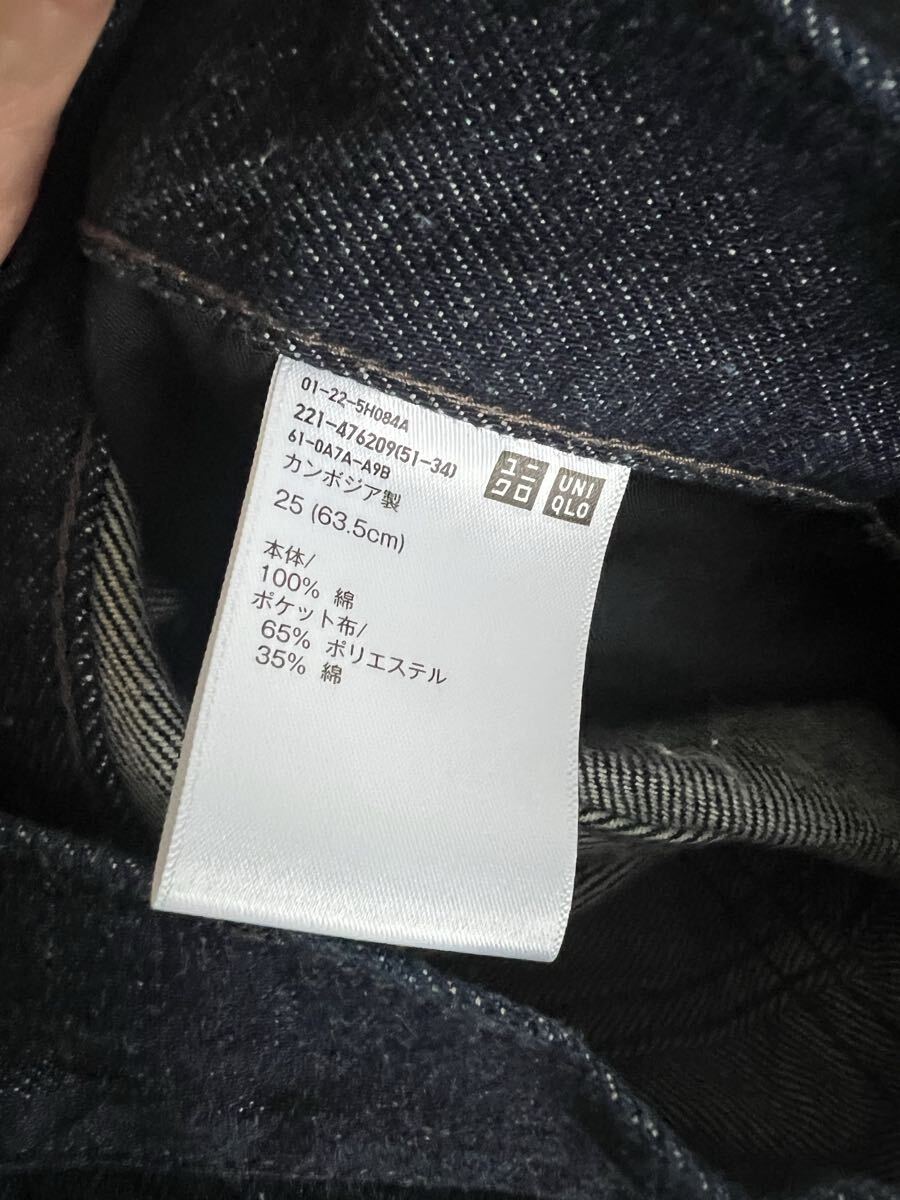 01-22-5H084A
221-476209(51-34)
61-0A7A-A9B
カンボジア製
25 (63.5cm)
ユニ
クロ
UNI
QLO
本体/
100% 綿
ポケット布/
65% ポリエステル
35% 綿